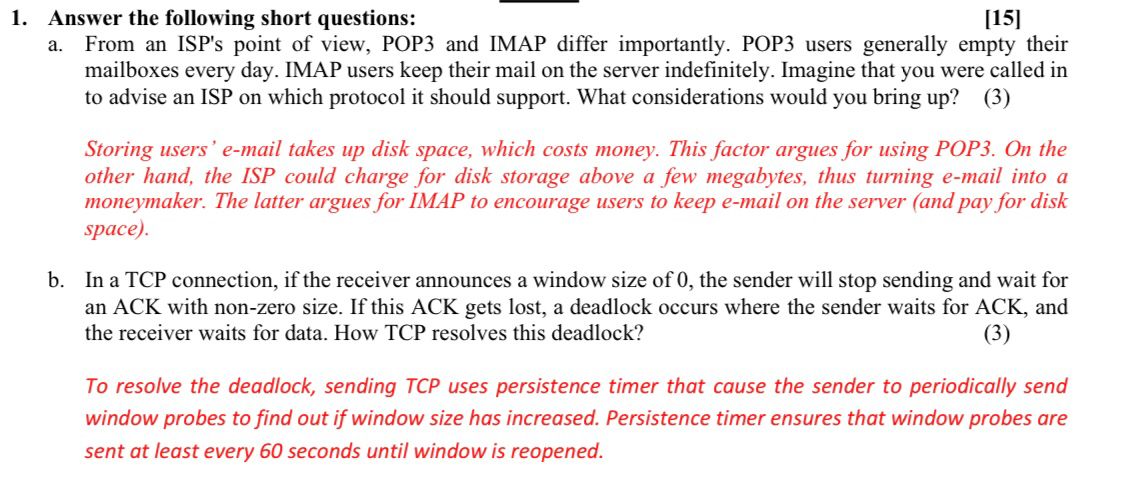 1. Answer the following short questions: [15]
a. From an ISP's point of view, POP3 and IMAP differ importantly. POP3 users generally empty their
mailboxes every day. IMAP users keep their mail on the server indefinitely. Imagine that you were called in
to advise an ISP on which protocol it should support. What considerations would you bring up? (3)
Storing users' e-mail takes up disk space, which costs money. This factor argues for using POP3. On the
other hand, the ISP could charge for disk storage above a few megabytes, thus turning e-mail into a
moneymaker. The latter argues for IMAP to encourage users to keep e-mail on the server (and pay for disk
space).
b. In a TCP connection, if the receiver announces a window size of 0, the sender will stop sending and wait for
an ACK with non-zero size. If this ACK gets lost, a deadlock occurs where the sender waits for ACK, and
the receiver waits for data. How TCP resolves this deadlock? (3)
To resolve the deadlock, sending TCP uses persistence timer that cause the sender to periodically send
window probes to find out if window size has increased. Persistence timer ensures that window probes are
sent at least every 60 seconds until window is reopened.